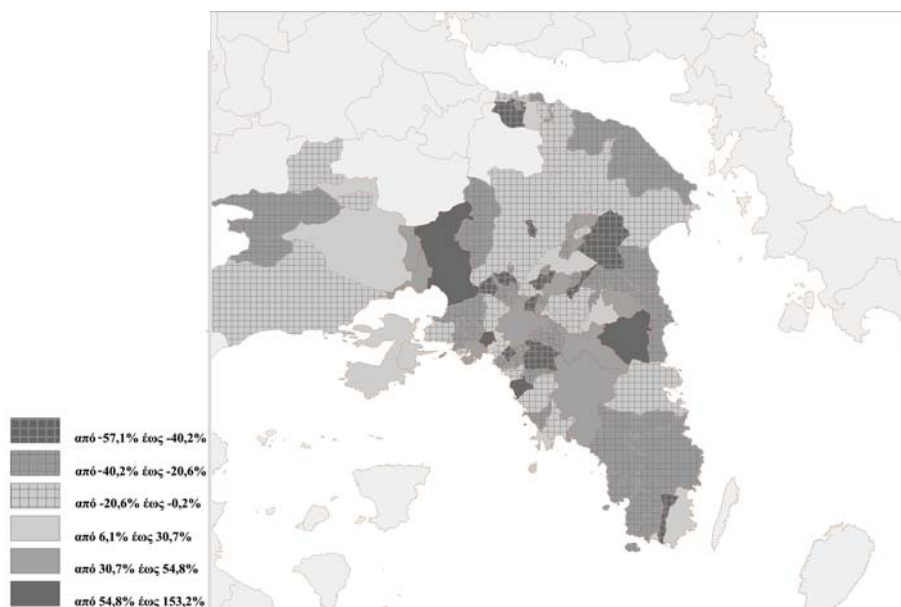 από -57,1% έως -40,2%
από -40,2% έως -20,6%
από -20,6% έως -0,2%
από 6,1% έως 30,7%
από 30,7% έως 54,8%
από 54,8% έως 153,2%